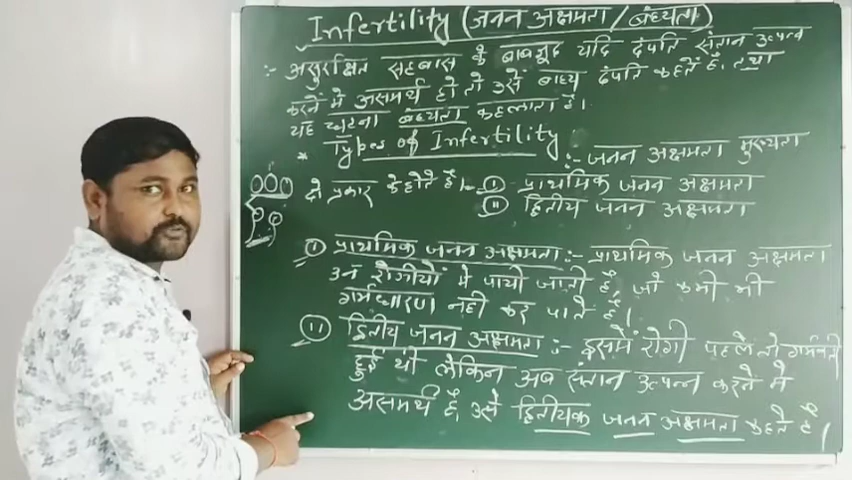 Infertility (जनन अक्षमता / बंध्यता)
:- असुरक्षित सहवास के बावजूद यदि दंपति संतान उत्पन्न
करने मे असमर्थ हो तो उसे बाध्य दंपति कहते हैं, तथा
यह घटना बंध्यता कहलाता है।
* Types of Infertility :- जनन अक्षमता मुख्यता
दो प्रकार के होते है। - (i) प्राथमिक जनन अक्षमता
(ii) द्वितीय जनन अक्षमता
(i) प्राथमिक जनन अक्षमता :- प्राथमिक जनन अक्षमता
उन रोगीयों मे पायी जाती है, जो कभी भी
गर्भधारण नही कर पाते हैं।
(ii) द्वितीय जनन अक्षमता :- इसमें रोगी पहले तो गर्भवती
हुई थी लेकिन अब संतान उत्पन्न करने मे
असमर्थ है, उसे द्वितीयक जनन अक्षमता कहते है।